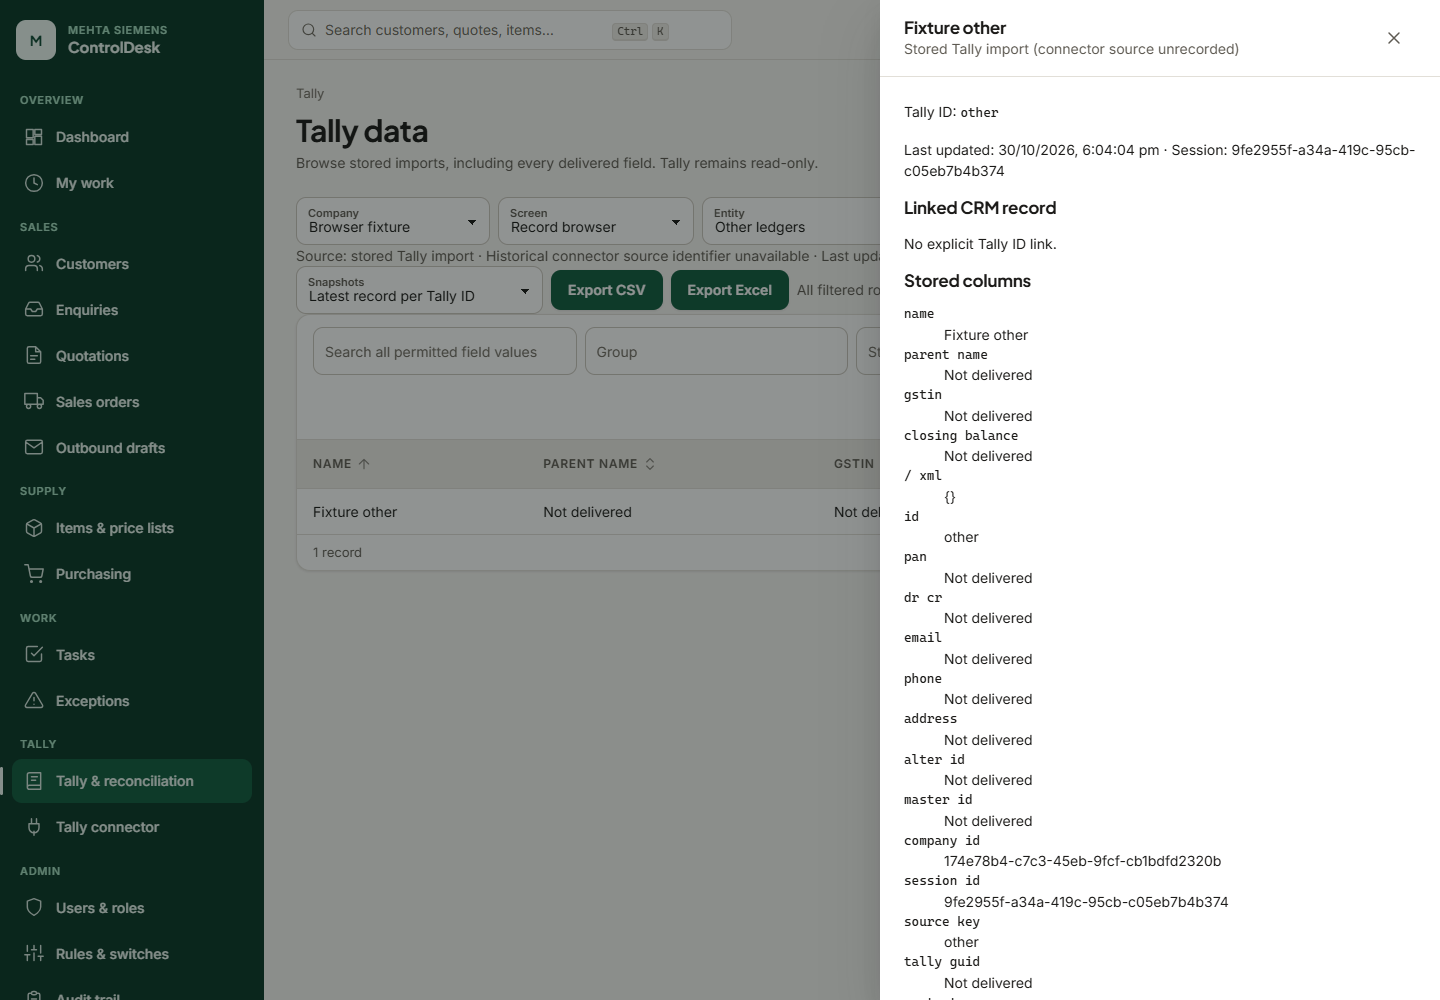 M
MEHTA SIEMENS
ControlDesk
OVERVIEW
Dashboard
My work
SALES
Customers
Enquiries
Quotations
Sales orders
Outbound drafts
SUPPLY
Items & price lists
Purchasing
WORK
Tasks
Exceptions
TALLY
Tally & reconciliation
Tally connector
ADMIN
Users & roles
Rules & switches
Audit trail
Search customers, quotes, items... Ctrl K
Tally
Tally data
Browse stored imports, including every delivered field. Tally remains read-only.
Company
Browser fixture
Screen
Record browser
Entity
Other ledgers
Source: stored Tally import · Historical connector source identifier unavailable · Last
Snapshots
Latest record per Tally ID
Export CSV
Export Excel
All filtered
Search all permitted field values
Group
NAME PARENT NAME GSTIN
Fixture other Not delivered Not
1 record
Fixture other
Stored Tally import (connector source unrecorded)
Tally ID: other
Last updated: 30/10/2026, 6:04:04 pm · Session: 9fe2955f-a34a-419c-95cb-
c05eb7b4b374
Linked CRM record
No explicit Tally ID link.
Stored columns
name
Fixture other
parent name
Not delivered
gstin
Not delivered
closing balance
Not delivered
/ xml
{}
id
other
pan
Not delivered
dr cr
Not delivered
email
Not delivered
phone
Not delivered
address
Not delivered
alter id
Not delivered
master id
Not delivered
company id
174e78b4-c7c3-45eb-9fcf-cb1bdfd2320b
session id
9fe2955f-a34a-419c-95cb-c05eb7b4b374
source key
other
tally guid
Not delivered